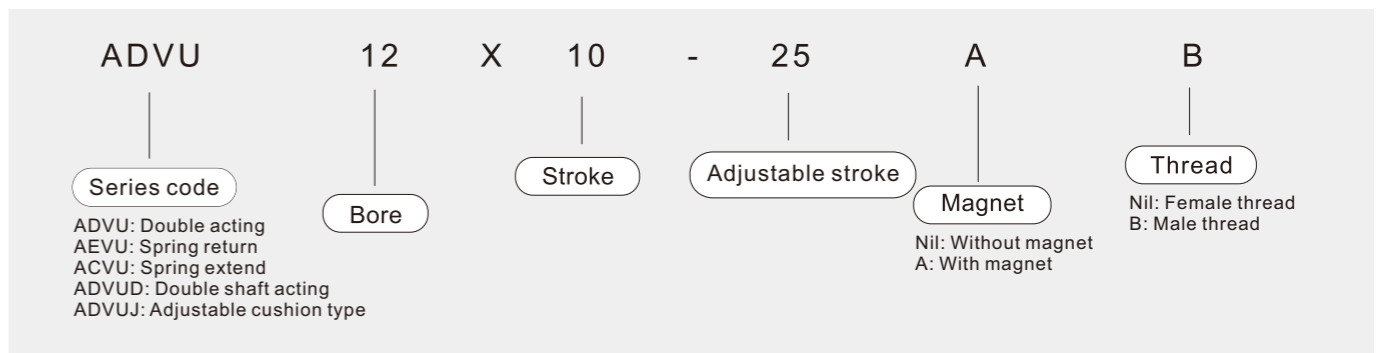 ADVU 12 X 10 - 25 A B
Series code
ADVU: Double acting
AEVU: Spring return
ACVU: Spring extend
ADVUD: Double shaft acting
ADVUJ: Adjustable cushion type
Bore
Stroke
Adjustable stroke
Magnet
Nil: Without magnet
A: With magnet
Thread
Nil: Female thread
B: Male thread